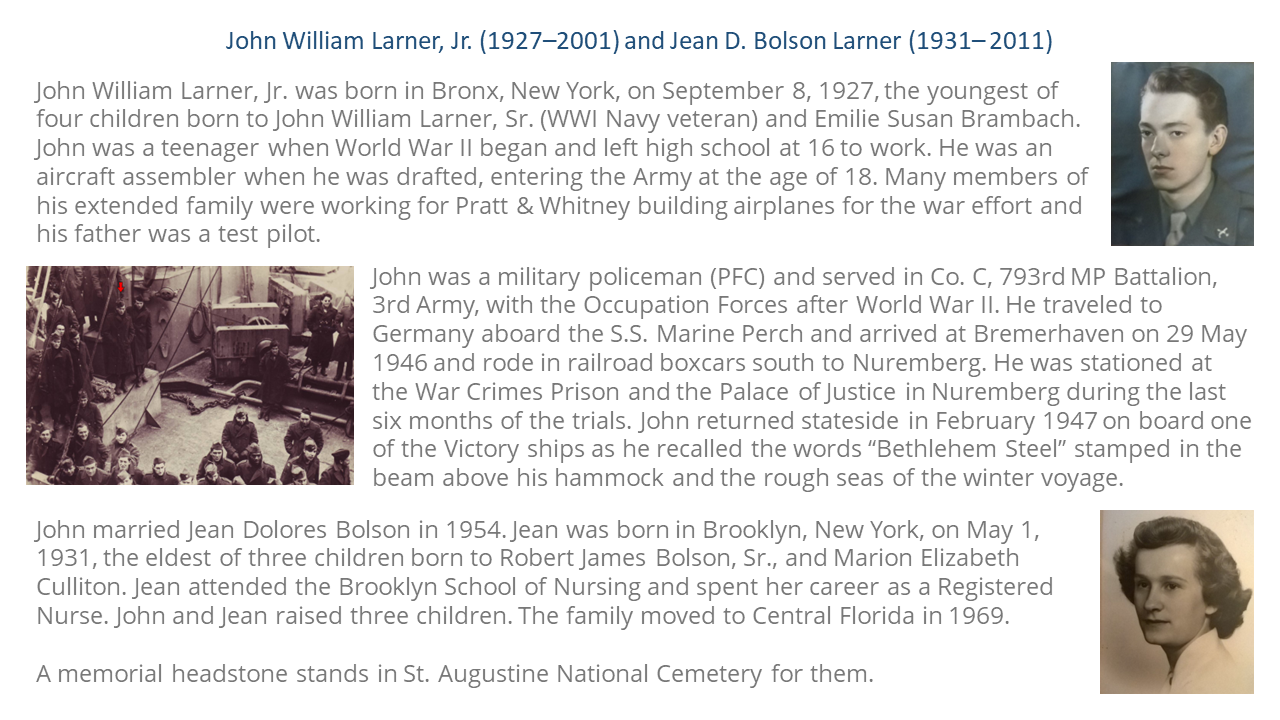 John William Larner, Jr. (1927–2001) and Jean D. Bolson Larner (1931–2011)
John William Larner, Jr. was born in Bronx, New York, on September 8, 1927, the youngest of
four children born to John William Larner, Sr. (WWI Navy veteran) and Emilie Susan Brambach.
John was a teenager when World War II began and left high school at 16 to work. He was an
aircraft assembler when he was drafted, entering the Army at the age of 18. Many members of
his extended family were working for Pratt & Whitney building airplanes for the war effort and
his father was a test pilot.
John was a military policeman (PFC) and served in Co. C, 793rd MP Battalion,
3rd Army, with the Occupation Forces after World War II. He traveled to
Germany aboard the S.S. Marine Perch and arrived at Bremerhaven on 29 May
1946 and rode in railroad boxcars south to Nuremberg. He was stationed at
the War Crimes Prison and the Palace of Justice in Nuremberg during the last
six months of the trials. John returned stateside in February 1947 on board one
of the Victory ships as he recalled the words “Bethlehem Steel” stamped in the
beam above his hammock and the rough seas of the winter voyage.
John married Jean Dolores Bolson in 1954. Jean was born in Brooklyn, New York, on May 1,
1931, the eldest of three children born to Robert James Bolson, Sr., and Marion Elizabeth
Culliton. Jean attended the Brooklyn School of Nursing and spent her career as a Registered
Nurse. John and Jean raised three children. The family moved to Central Florida in 1969.
A memorial headstone stands in St. Augustine National Cemetery for them.